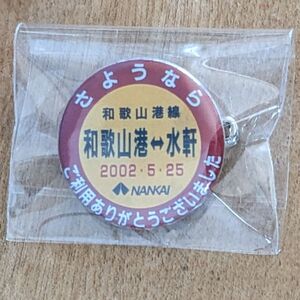 さようなら
和歌山港線
和歌山港↔水軒
2002・5・25
NANKAI
ご利用ありがとうございました